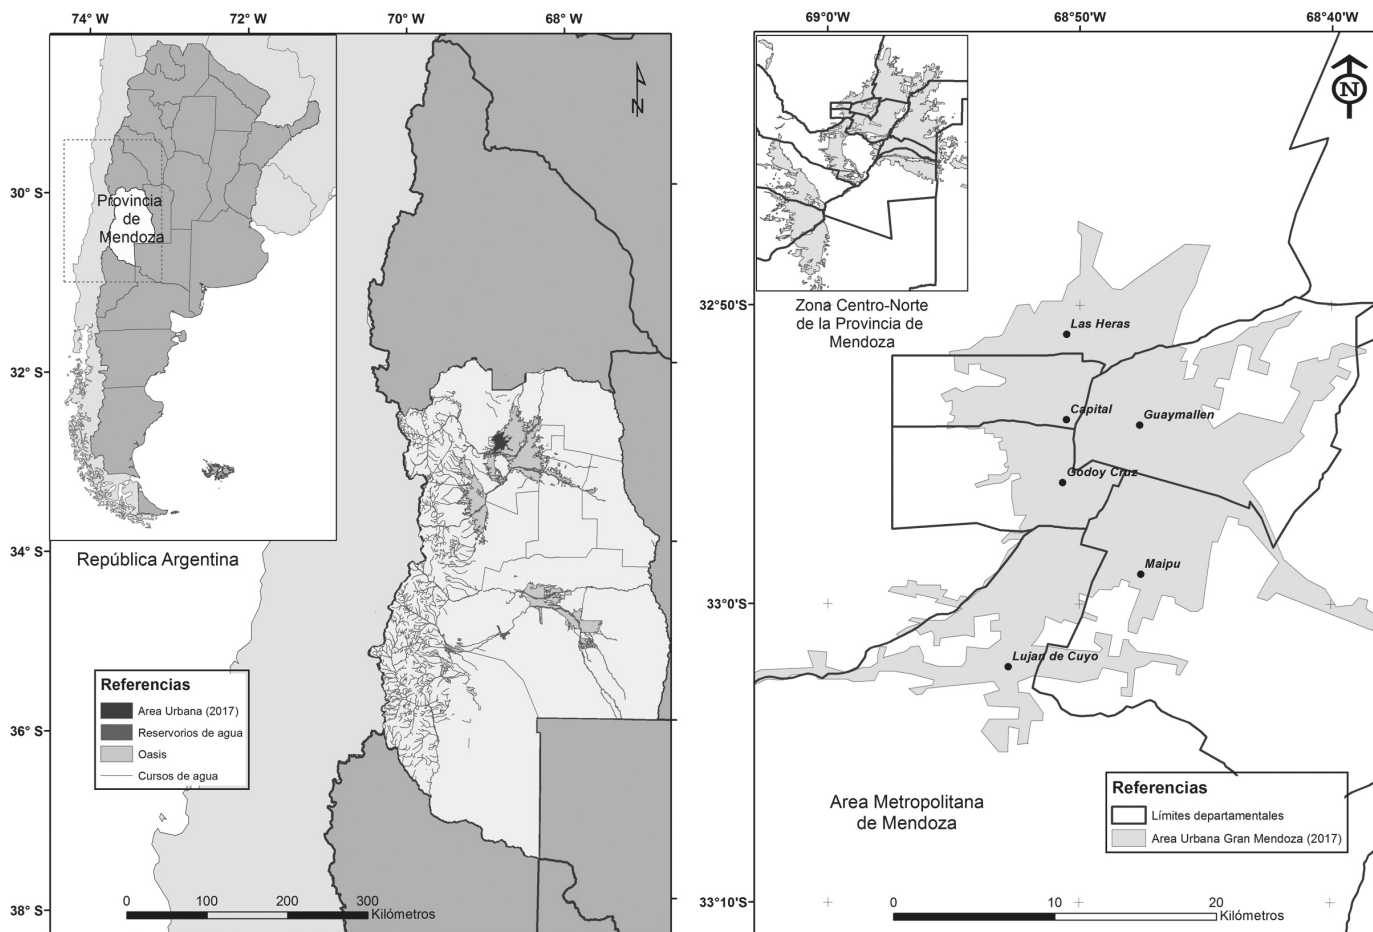 74° W
72° W
70° W
68° W
30° S
32° S
34° S
36° S
38° S
Provincia
de
Mendoza
República Argentina
N
Referencias
Area Urbana (2017)
Reservorios de agua
Oasis
Cursos de agua
0
100
200
300
Kilómetros
69°0'W
68°50'W
68°40'W
32°50'S
33°0'S
33°10'S
N
Zona Centro-Norte
de la Provincia de
Mendoza
Las Heras
Capital
Guaymallen
Godoy Cruz
Maipu
Lujan de Cuyo
Area Metropolitana
de Mendoza
Referencias
Límites departamentales
Area Urbana Gran Mendoza (2017)
0
10
20
Kilómetros